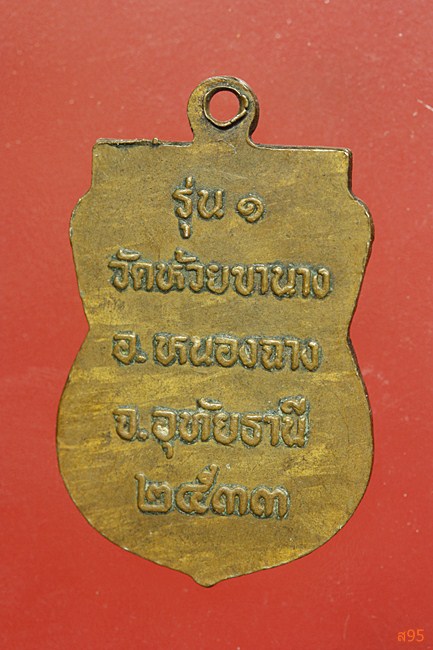 รุ่น ๑
วัดห้วยขานาง
อ. หนองฉาง
จ. อุทัยธานี
๒๕๓๓
ส95